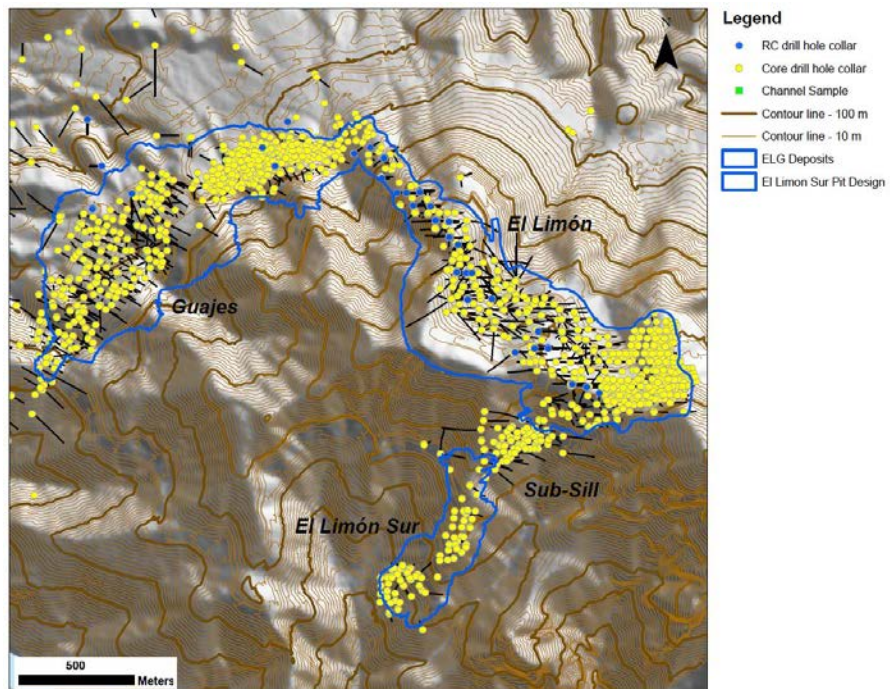 Legend
RC drill hole collar
Core drill hole collar
Channel Sample
Contour line - 100 m
Contour line - 10 m
ELG Deposits
El Limon Sur Pit Design
El Limón
Guajes
Sub-Sill
El Limón Sur
500
Meters